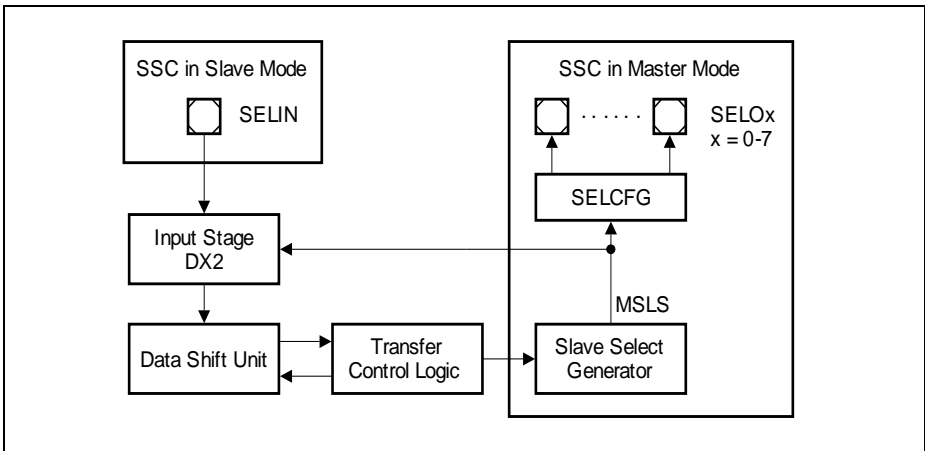 SSC in Slave Mode
SELIN
SSC in Master Mode
SELOx
x = 0-7
......
SELCFG
Input Stage
DX2
MSLS
Data Shift Unit
Transfer
Control Logic
Slave Select
Generator